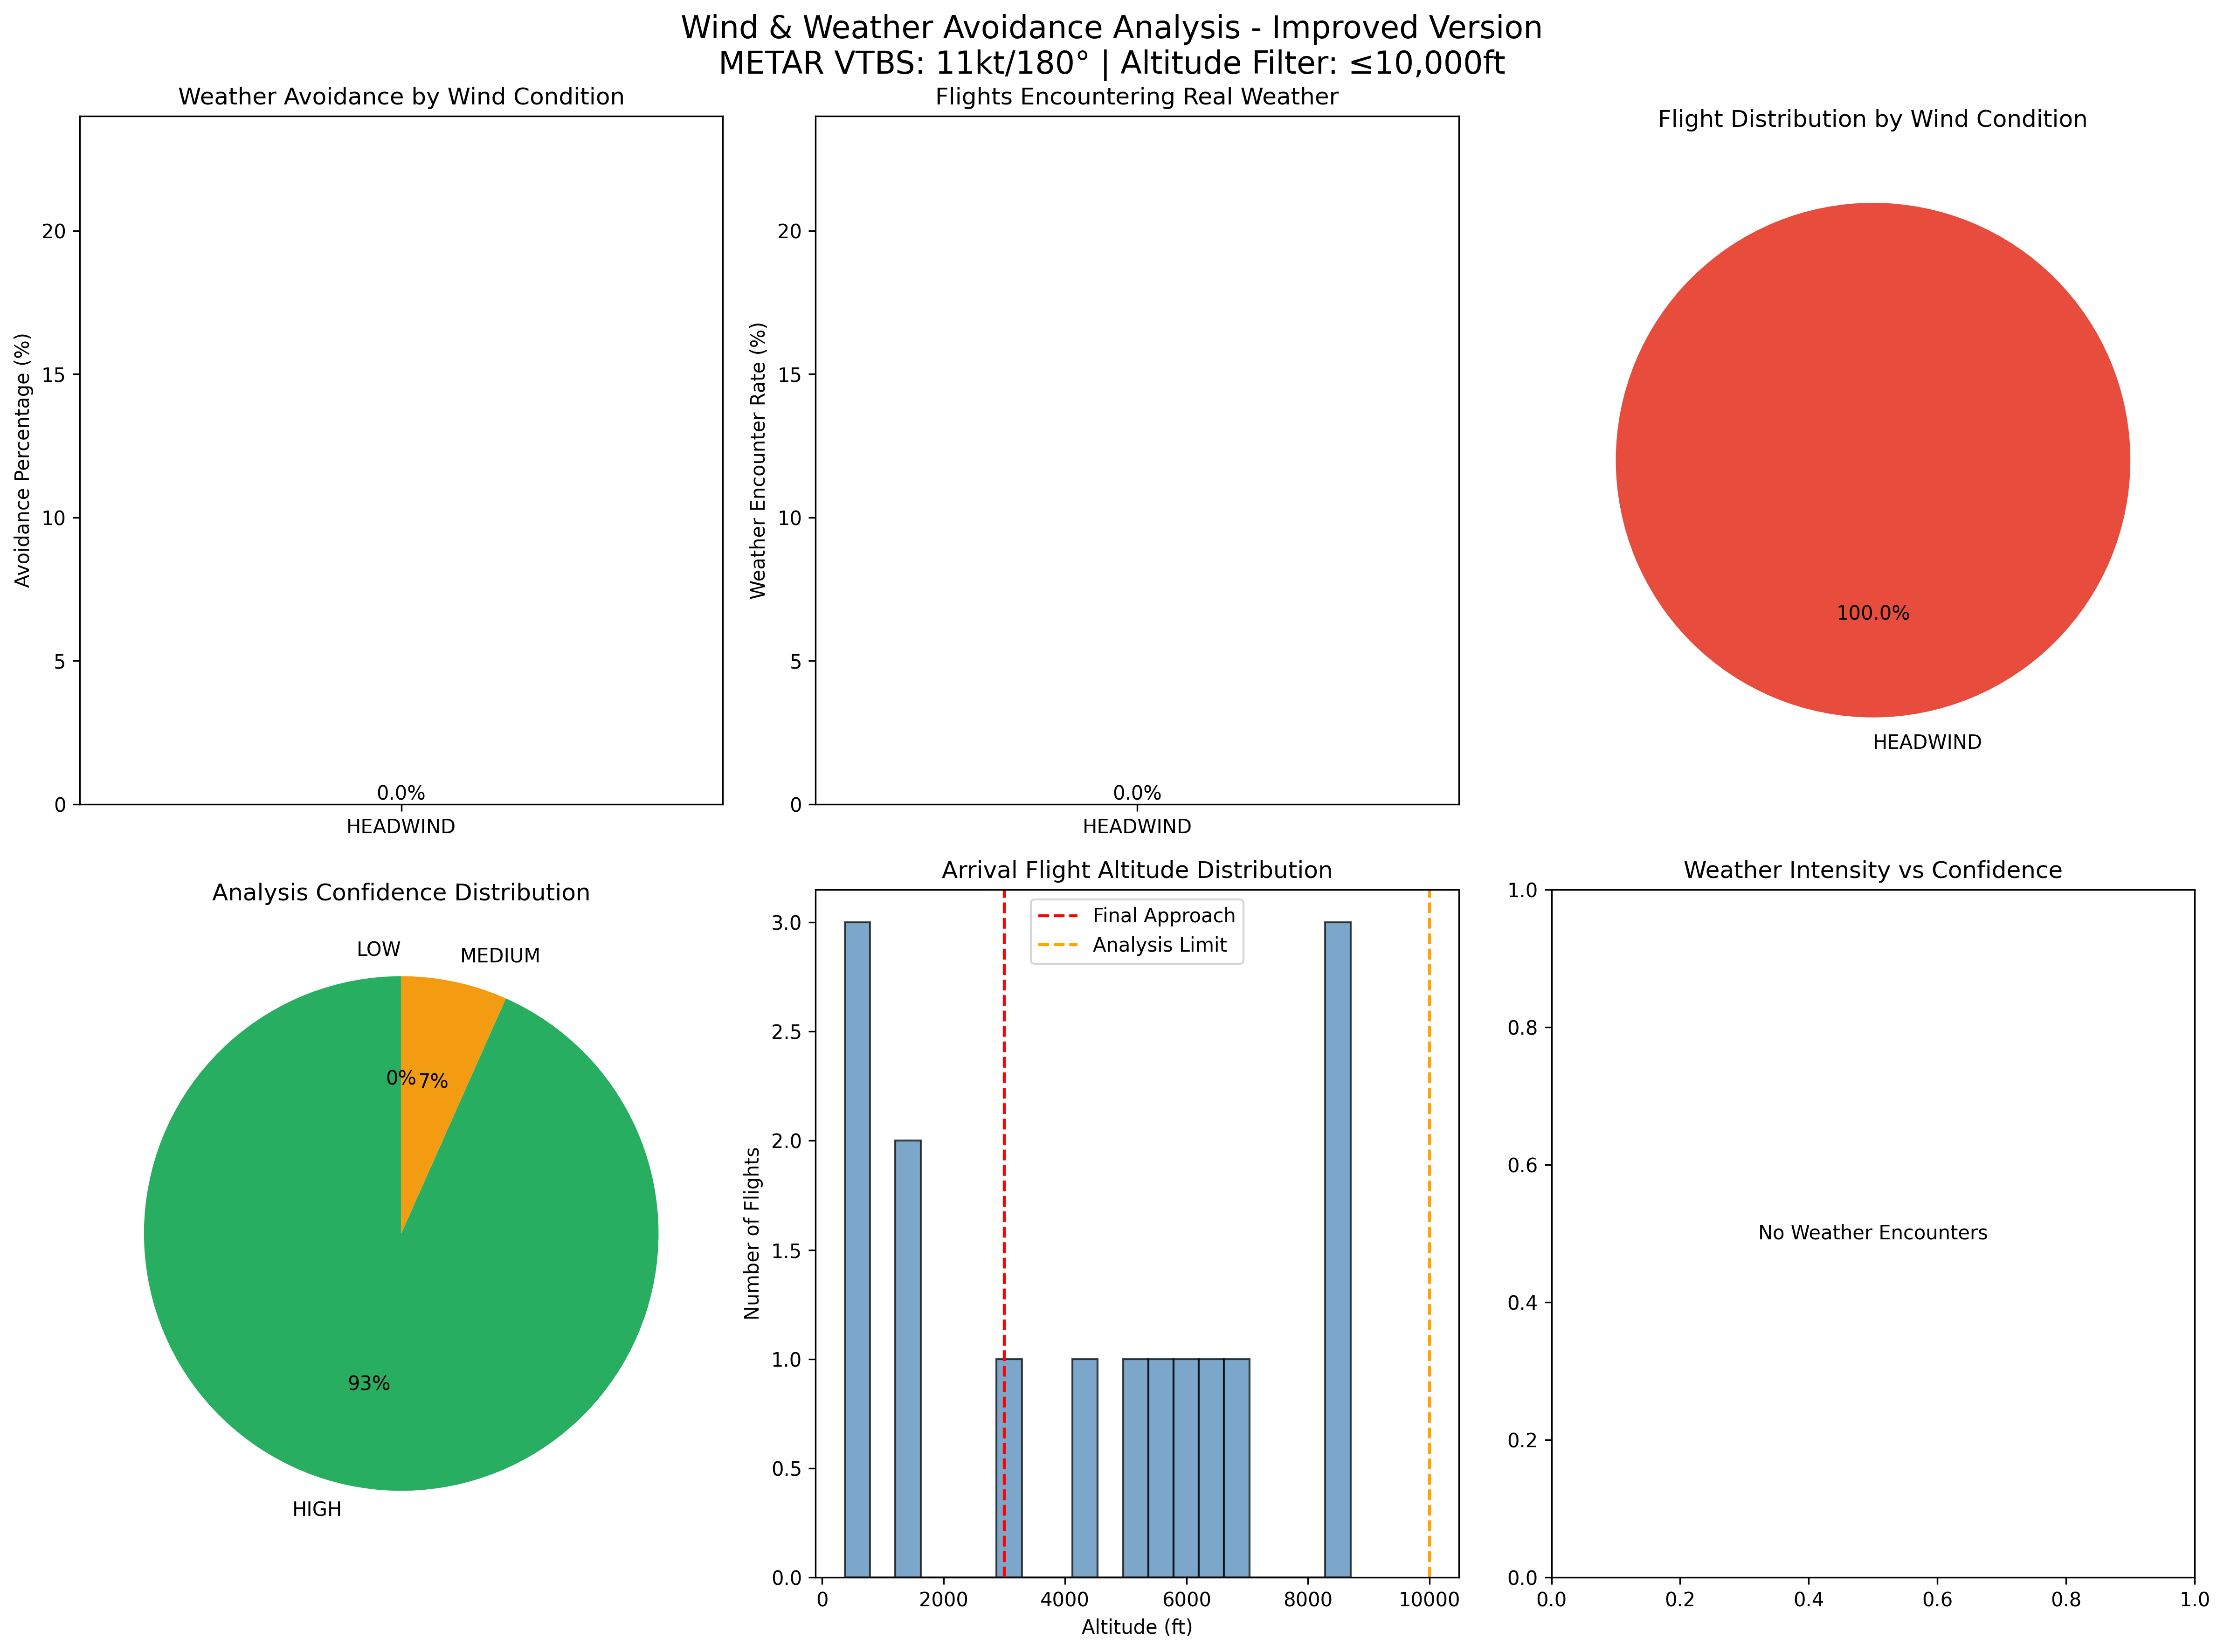 Wind & Weather Avoidance Analysis - Improved Version
METAR VTBS: 11kt/180° | Altitude Filter: ≤10,000ft
Weather Avoidance by Wind Condition
Avoidance Percentage (%)
20
15
10
5
0
0.0%
HEADWIND
Flights Encountering Real Weather
Weather Encounter Rate (%)
20
15
10
5
0
0.0%
HEADWIND
Flight Distribution by Wind Condition
100.0%
HEADWIND
Analysis Confidence Distribution
LOW
MEDIUM
0%
7%
93%
HIGH
Arrival Flight Altitude Distribution
Final Approach
Analysis Limit
Number of Flights
3.0
2.5
2.0
1.5
1.0
0.5
0.0
0 2000 4000 6000 8000 10000
Altitude (ft)
Weather Intensity vs Confidence
1.0
0.8
0.6
0.4
0.2
0.0
No Weather Encounters
0.0 0.2 0.4 0.6 0.8 1.0